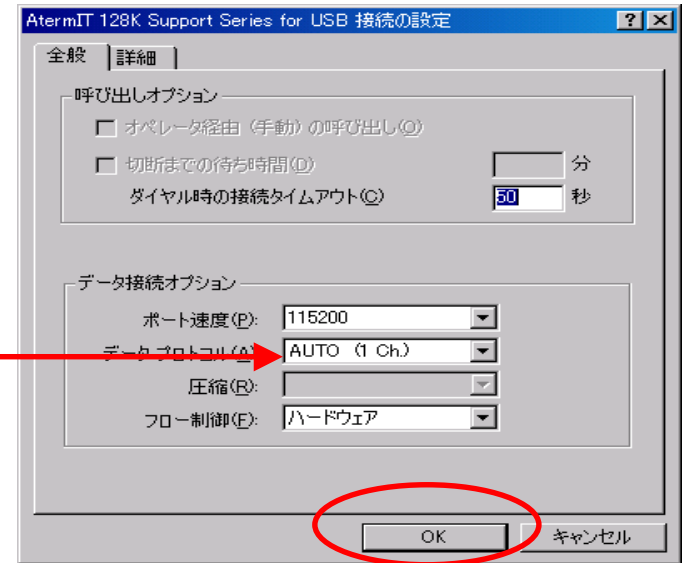 AtermIT 128K Support Series for USB 接続の設定
全般 詳細
呼び出しオプション
オペレータ経由 (手動) の呼び出し(O)
切断までの待ち時間(D) 分
ダイヤル時の接続タイムアウト(C) 50 秒
データ接続オプション
ポート速度(P): 115200
データ プロトコル(A) AUTO (1 Ch.)
圧縮(R):
フロー制御(F): ハードウェア
OK キャンセル